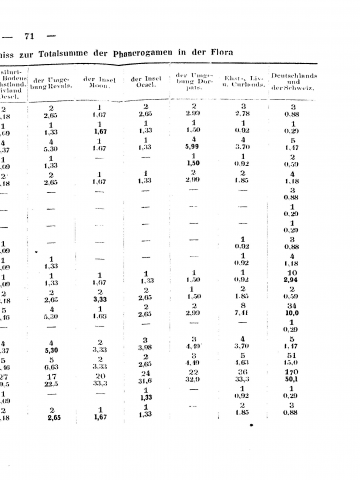 — 71 —
niss zur Totalsumme der Phanerogamen in der Flora
der Umge- bung Revals. der Insel Moon. der Insel Oesel. der Umge- bung Dor- pats. Ehst-, Liv- u. Curlands. Deutschlands und der Schweiz.
2 2 1 2 2 3 3
.18 2,65 1,67 2,65 2,99 2,78 0,88
1 1 1 1 1 1 1
.09 1,33 1,67 1,33 1,50 0,92 0,29
4 4 1 1 4 4 5
.37 5,30 1,67 1,33 5,99 3,70 1,47
1 1 — — 1 1 2
.09 1,33 1,50 0,92 0,59
2 2 1 1 2 2 4
.18 2,65 1,67 1,33 2,99 1,85 1,18
— — — — — — 3
0,88
— — — — — — 1
0,29
— — — — — — 1
0,29
1 — — — — 1 3
.09 0,92 0,88
1 1 — — — 1 4
.09 1,33 0,92 1,18
1 1 1 1 1 1 10
.09 1,33 1,67 1,33 1,50 0,92 2,94
2 2 2 2 1 2 2
.18 2,65 3,33 2,65 1,50 1,85 0,59
5 4 1 2 2 8 34
.46 5,30 1,66 2,65 2,99 7,41 10,0
— — — — — — 1
0,29
4 4 2 3 3 4 5
.37 5,30 3,33 3,98 4,49 3,70 1,47
5 5 2 2 3 5 51
.46 6,63 3,33 2,65 4,49 4,63 15,0
27 17 20 24 22 36 170
9,5 22,5 33,3 31,6 32,9 33,3 50,1
1 — — 1 — 1 1
.09 1,33 0,92 0,29
2 2 1 1 — 2 3
.18 2,65 1,67 1,33 1,85 0,88